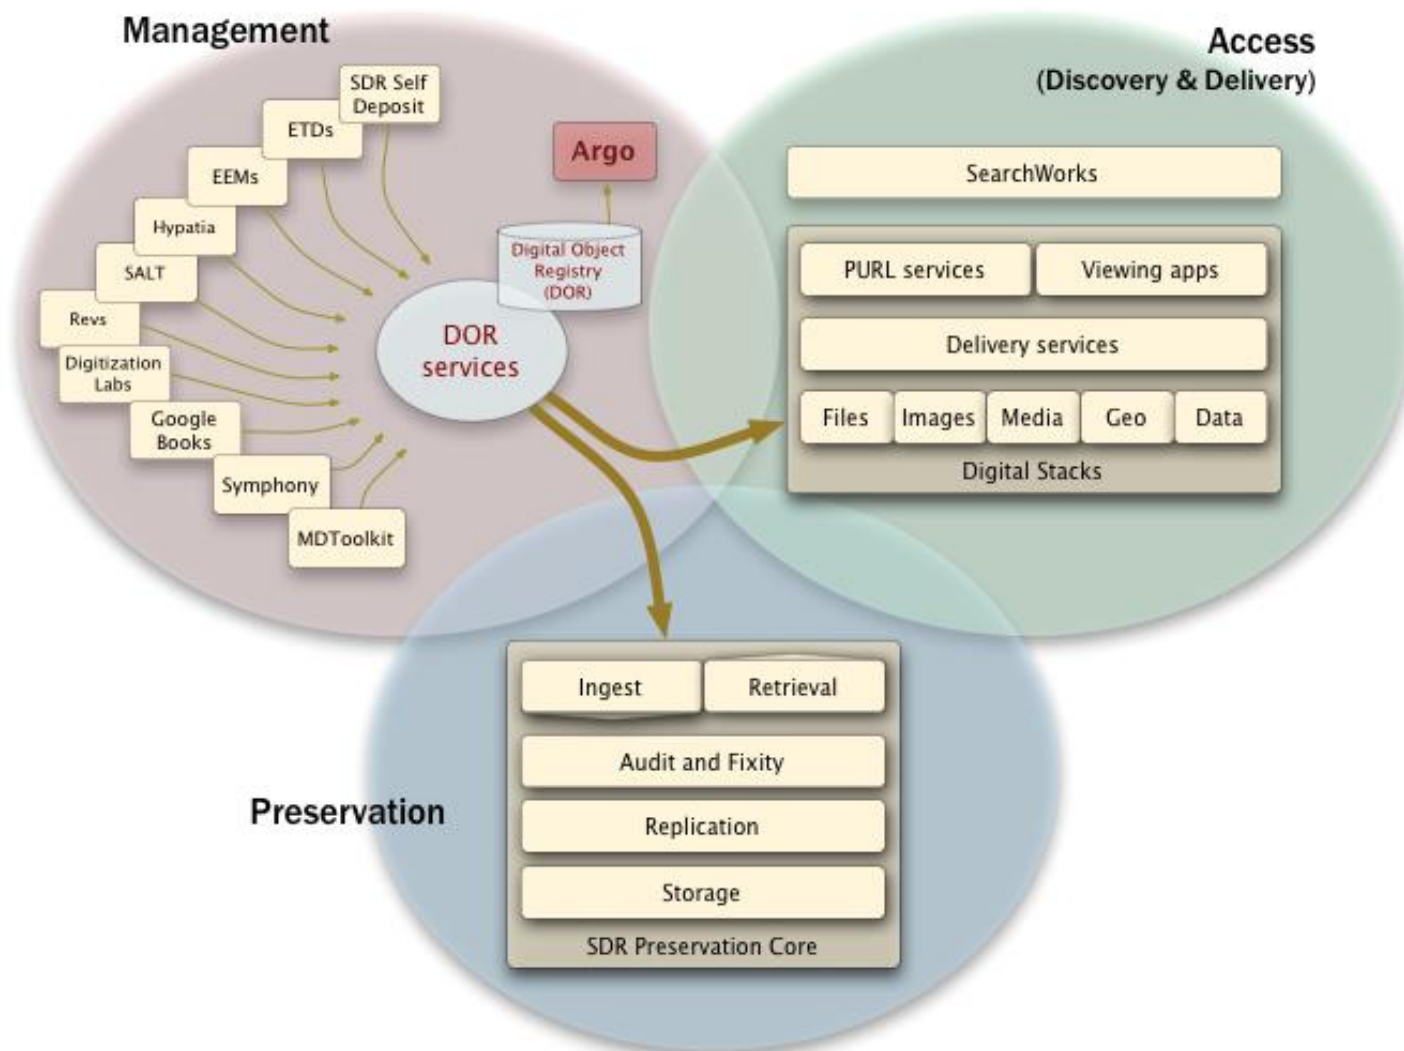 Management
Access
(Discovery & Delivery)
SDR Self
Deposit
ETDs
EEMs
Hypatia
SALT
Revs
Digitization
Labs
Google
Books
Symphony
MDToolkit
Argo
Digital Object
Registry
(DOR)
DOR
services
SearchWorks
PURL services
Viewing apps
Delivery services
Files
Images
Media
Geo
Data
Digital Stacks
Preservation
Ingest
Retrieval
Audit and Fixity
Replication
Storage
SDR Preservation Core